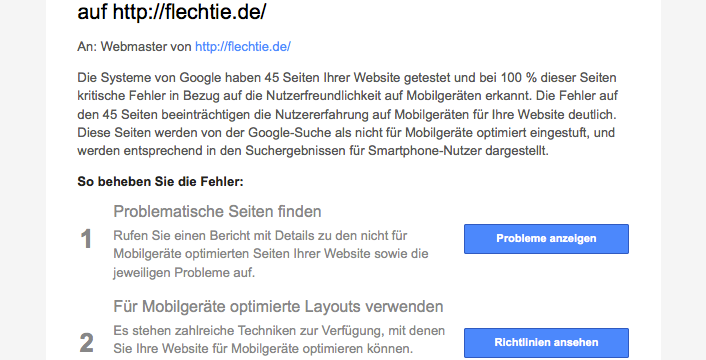 auf http://flechtie.de/
An: Webmaster von http://flechtie.de/
Die Systeme von Google haben 45 Seiten Ihrer Website getestet und bei 100 % dieser Seiten
kritische Fehler in Bezug auf die Nutzerfreundlichkeit auf Mobilgeräten erkannt. Die Fehler auf
den 45 Seiten beeinträchtigen die Nutzererfahrung auf Mobilgeräten für Ihre Website deutlich.
Diese Seiten werden von der Google-Suche als nicht für Mobilgeräte optimiert eingestuft, und
werden entsprechend in den Suchergebnissen für Smartphone-Nutzer dargestellt.
So beheben Sie die Fehler:
1
Problematische Seiten finden
Rufen Sie einen Bericht mit Details zu den nicht für
Mobilgeräte optimierten Seiten Ihrer Website sowie die
jeweiligen Probleme auf.
Probleme anzeigen
2
Für Mobilgeräte optimierte Layouts verwenden
Es stehen zahlreiche Techniken zur Verfügung, mit denen
Sie Ihre Website für Mobilgeräte optimieren können.
Richtlinien ansehen